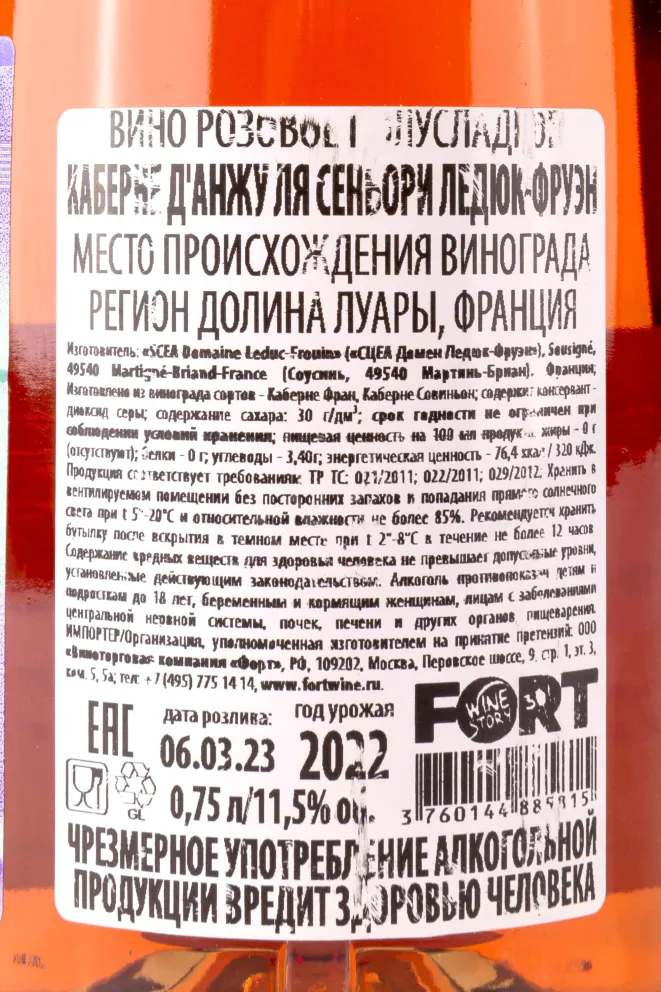 ВИНО РОЗОВОЕ ПОЛУСЛАДКОЕ
КАБЕРНЕ Д'АНЖУ ЛЯ СЕНЬОРИ ЛЕДЮК-ФРУЭН
МЕСТО ПРОИСХОЖДЕНИЯ ВИНОГРАДА
РЕГИОН ДОЛИНА ЛУАРЫ, ФРАНЦИЯ
Изготовитель: «SCEA Domaine Leduc-Frouin» («СЦЕА Домен Ледюк-Фруэн»), Sousigné,
49540 Martigné-Briand-France (Соусинь, 49540 Мартинь-Бриан). Франция;
Изготовлено из винограда сортов - Каберне Фран, Каберне Совиньон; содержит консервант -
диоксид серы; содержание сахара: 30 г/дм³; срок годности не ограничен при
соблюдении условий хранения; пищевая ценность на 100 мл продукта: жиры - 0 г
(отсутствуют); белки - 0 г; углеводы - 3,40г; энергетическая ценность - 76,4 ккал / 320 кДж.
Продукция соответствует требованиям ТР ТС: 021/2011; 022/2011; 029/2012. Хранить в
вентилируемом помещении без посторонних запахов и попадания прямого солнечного
света при t 5°-20°C и относительной влажности не более 85%. Рекомендуется хранить
бутылку после вскрытия в темном месте при t 2°-8°C в течение не более 12 часов
Содержание вредных веществ для здоровья человека не превышает допустимые уровни,
установленные действующим законодательством. Алкоголь противопоказан детям и
подросткам до 18 лет, беременным и кормящим женщинам, лицам с заболеваниями
центральной нервной системы, почек, печени и других органов пищеварения.
ИМПОРТЕР/Организация, уполномоченная изготовителем на принятие претензий: ООО
«Виноторговая компания «Форт», РФ, 109202, Москва, Перовское шоссе, 9, стр. 1, эт. 3,
ком. 5, 5а; тел: +7 (495) 775 14 14, www.fortwine.ru.
FORT
WINE STORY
EAC
дата розлива:
06.03.23
год урожая
2022
GL
0,75 л/11,5% об.
3 760144 885815
ЧРЕЗМЕРНОЕ УПОТРЕБЛЕНИЕ АЛКОГОЛЬНОЙ
ПРОДУКЦИИ ВРЕДИТ ЗДОРОВЬЮ ЧЕЛОВЕКА